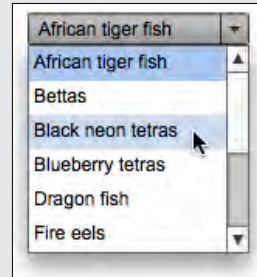 African tiger fish
African tiger fish
Bettas
Black neon tetras
Blueberry tetras
Dragon fish
Fire eels